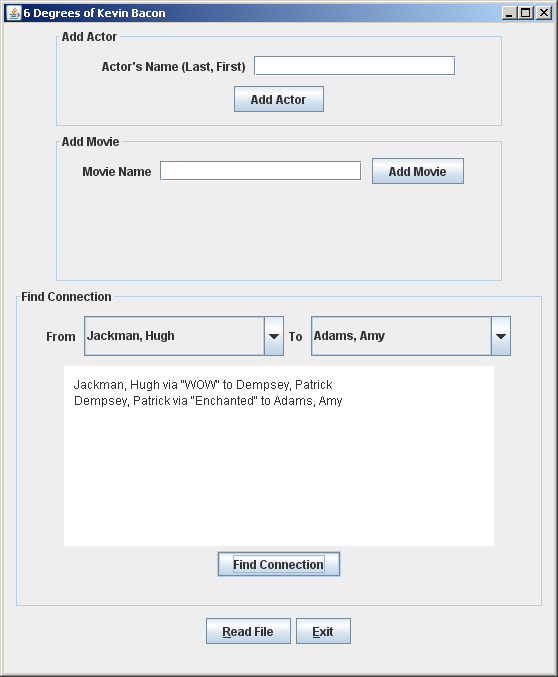 6 Degrees of Kevin Bacon
Add Actor
Actor's Name (Last, First)
Add Actor
Add Movie
Movie Name
Add Movie
Find Connection
From Jackman, Hugh To Adams, Amy
Jackman, Hugh via "WOW" to Dempsey, Patrick
Dempsey, Patrick via "Enchanted" to Adams, Amy
Find Connection
Read File Exit